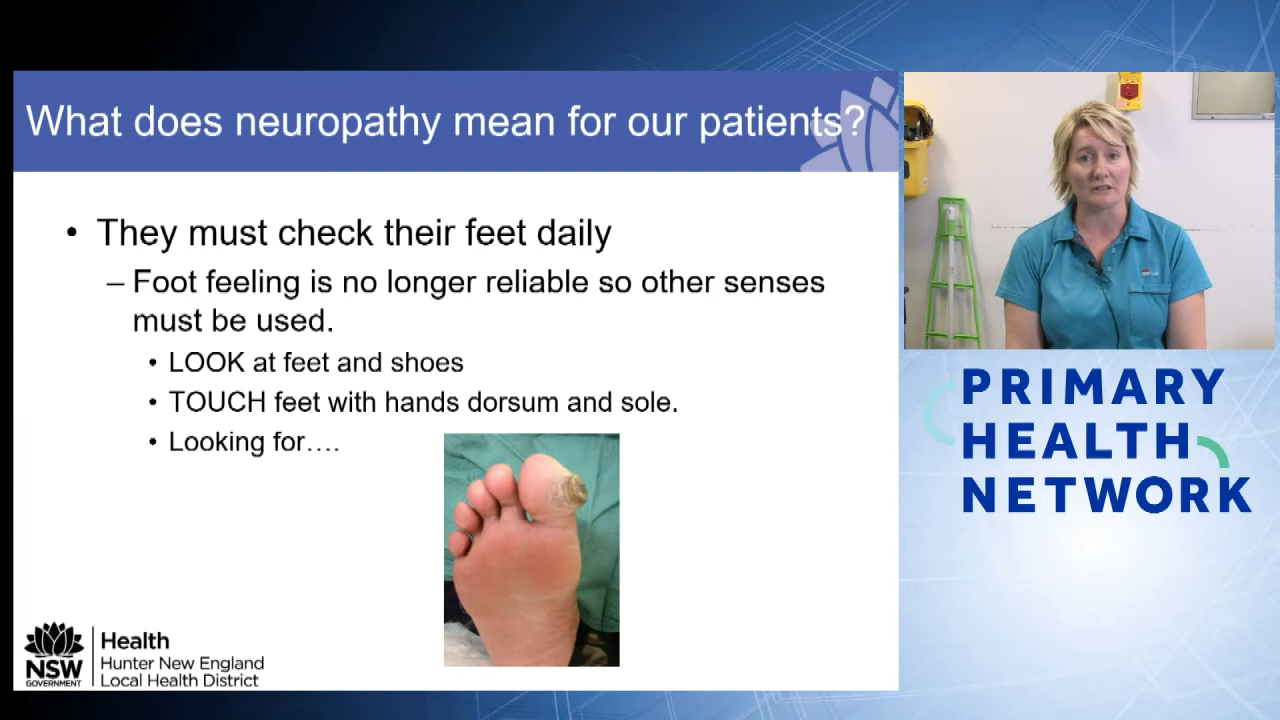 What does neuropathy mean for our patients?
• They must check their feet daily
– Foot feeling is no longer reliable so other senses
must be used.
• LOOK at feet and shoes
• TOUCH feet with hands dorsum and sole.
• Looking for….
NSW
GOVERNMENT
Health
Hunter New England
Local Health District
PRIMARY
HEALTH
NETWORK